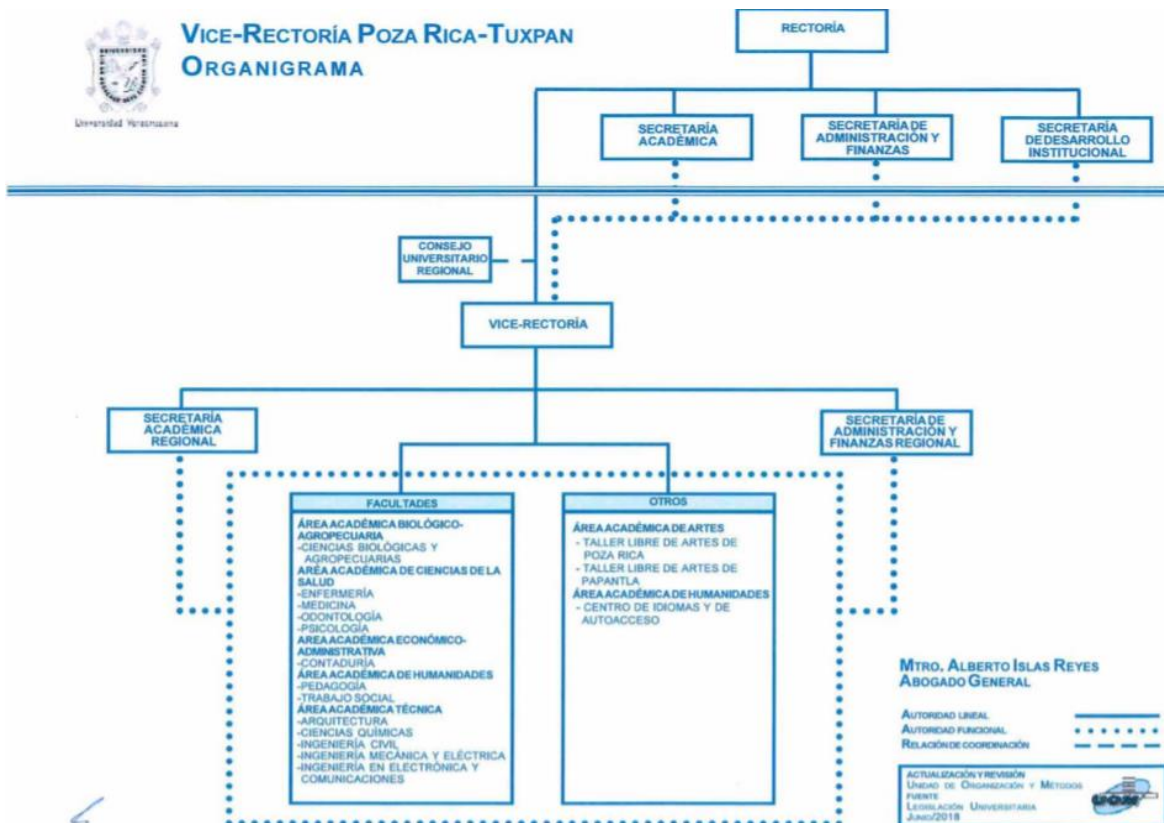 VICE-RECTORÍA POZA RICA-TUXPAN
ORGANIGRAMA
Universidad Veracruzana
RECTORÍA
SECRETARÍA
ACADÉMICA
SECRETARÍA DE
ADMINISTRACIÓN Y
FINANZAS
SECRETARÍA
DE DESARROLLO
INSTITUCIONAL
CONSEJO
UNIVERSITARIO
REGIONAL
VICE-RECTORÍA
SECRETARÍA
ACADÉMICA
REGIONAL
SECRETARÍA DE
ADMINISTRACIÓN Y
FINANZAS REGIONAL
FACULTADES
ÁREA ACADÉMICA BIOLÓGICO-
AGROPECUARIA
-CIENCIAS BIOLÓGICAS Y
AGROPECUARIAS
AREÁ ACADÉMICA DE CIENCIAS DE LA
SALUD
-ENFERMERÍA
-MEDICINA
-ODONTOLOGÍA
-PSICOLOGÍA
AREA ACADÉMICA ECONÓMICO-
ADMINISTRATIVA
-CONTADURÍA
ÁREA ACADÉMICA DE HUMANIDADES
-PEDAGOGÍA
-TRABAJO SOCIAL
ÁREA ACADÉMICA TÉCNICA
-ARQUITECTURA
-CIENCIAS QUÍMICAS
-INGENIERÍA CIVIL
-INGENIERÍA MECÁNICA Y ELÉCTRICA
-INGENIERÍA EN ELECTRÓNICA Y
COMUNICACIONES
OTROS
ÁREA ACADÉMICA DE ARTES
- TALLER LIBRE DE ARTES DE
POZA RICA
- TALLER LIBRE DE ARTES DE
PAPANTLA
ÁREA ACADÉMICA DE HUMANIDADES
- CENTRO DE IDIOMAS Y DE
AUTOACCESO
MTRO. ALBERTO ISLAS REYES
ABOGADO GENERAL
AUTORIDAD LINEAL
AUTORIDAD FUNCIONAL
RELACIÓN DE COORDINACIÓN
ACTUALIZACIÓN Y REVISIÓN
UNIDAD DE ORGANIZACIÓN Y MÉTODOS
FUENTE
LEGISLACIÓN UNIVERSITARIA
JUNIO/2018